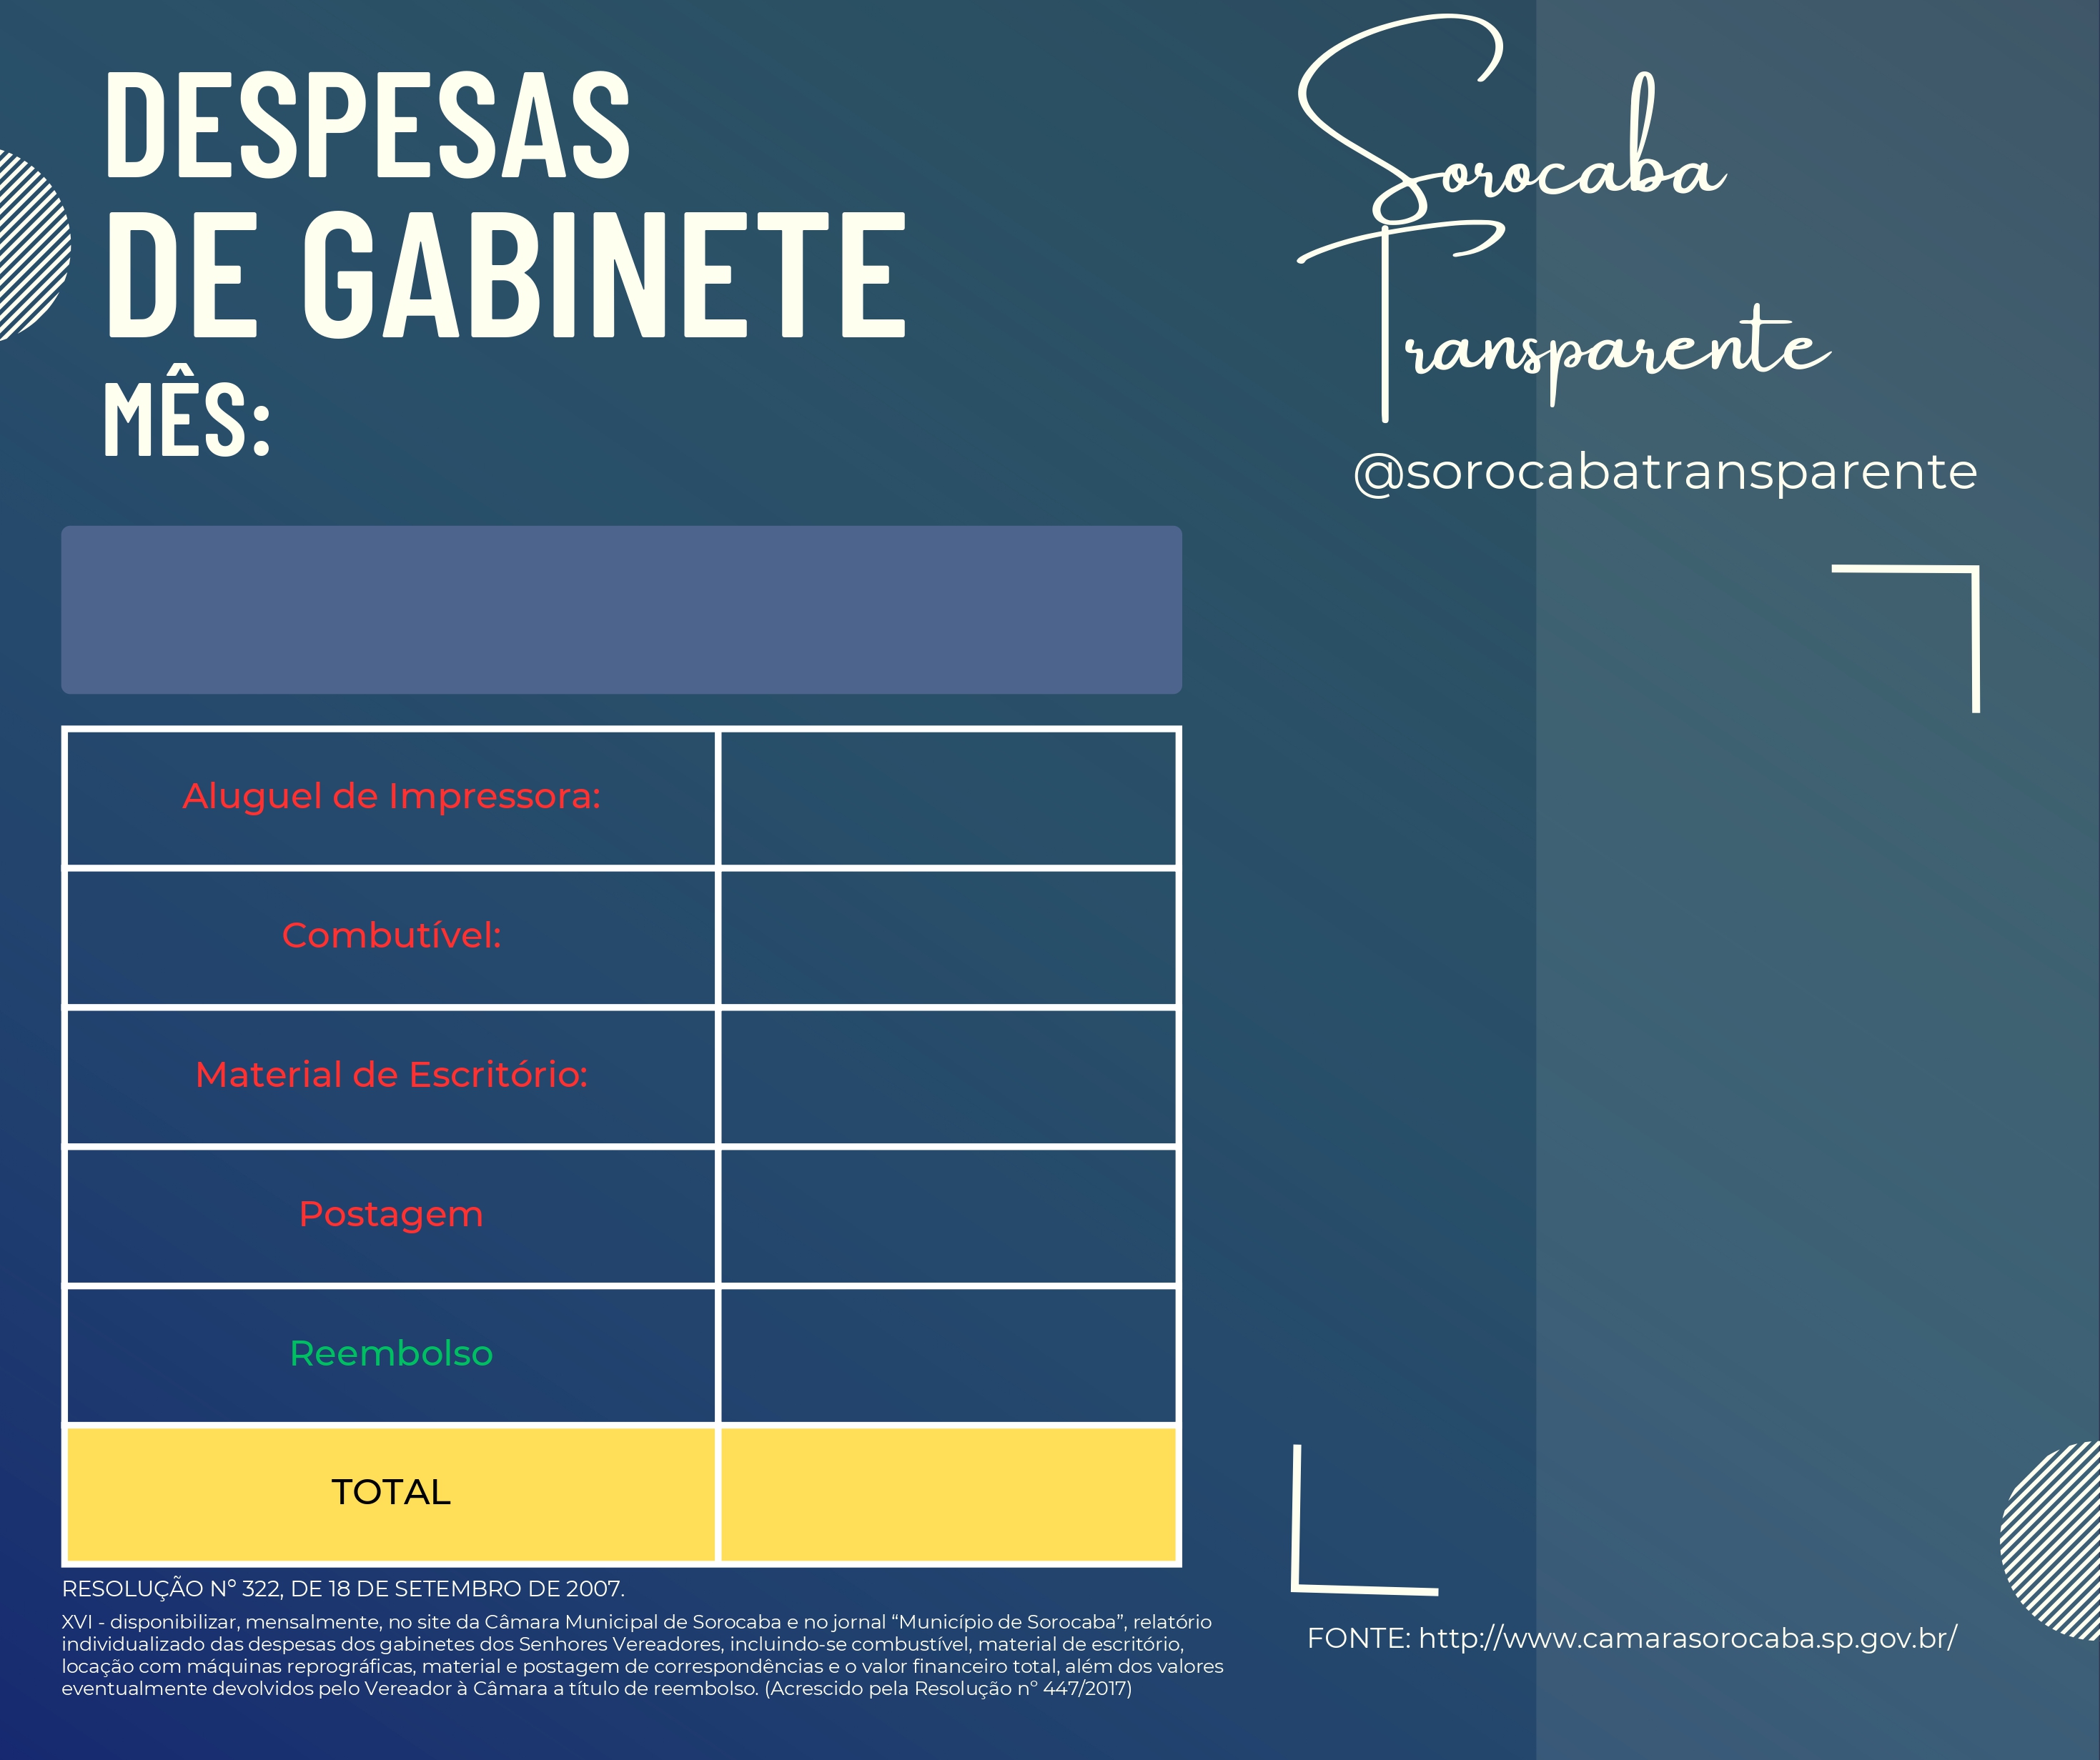 DESPESAS
DE GABINETE
MÊS:
Sorocaba
Transparente
@sorocabatransparente
Aluguel de Impressora:
Combutível:
Material de Escritório:
Postagem
Reembolso
TOTAL
RESOLUÇÃO Nº 322, DE 18 DE SETEMBRO DE 2007.
XVI - disponibilizar, mensalmente, no site da Câmara Municipal de Sorocaba e no jornal “Município de Sorocaba”, relatório
individualizado das despesas dos gabinetes dos Senhores Vereadores, incluindo-se combustível, material de escritório,
locação com máquinas reprográficas, material e postagem de correspondências e o valor financeiro total, além dos valores
eventualmente devolvidos pelo Vereador à Câmara a título de reembolso. (Acrescido pela Resolução nº 447/2017)
FONTE: http://www.camarasorocaba.sp.gov.br/